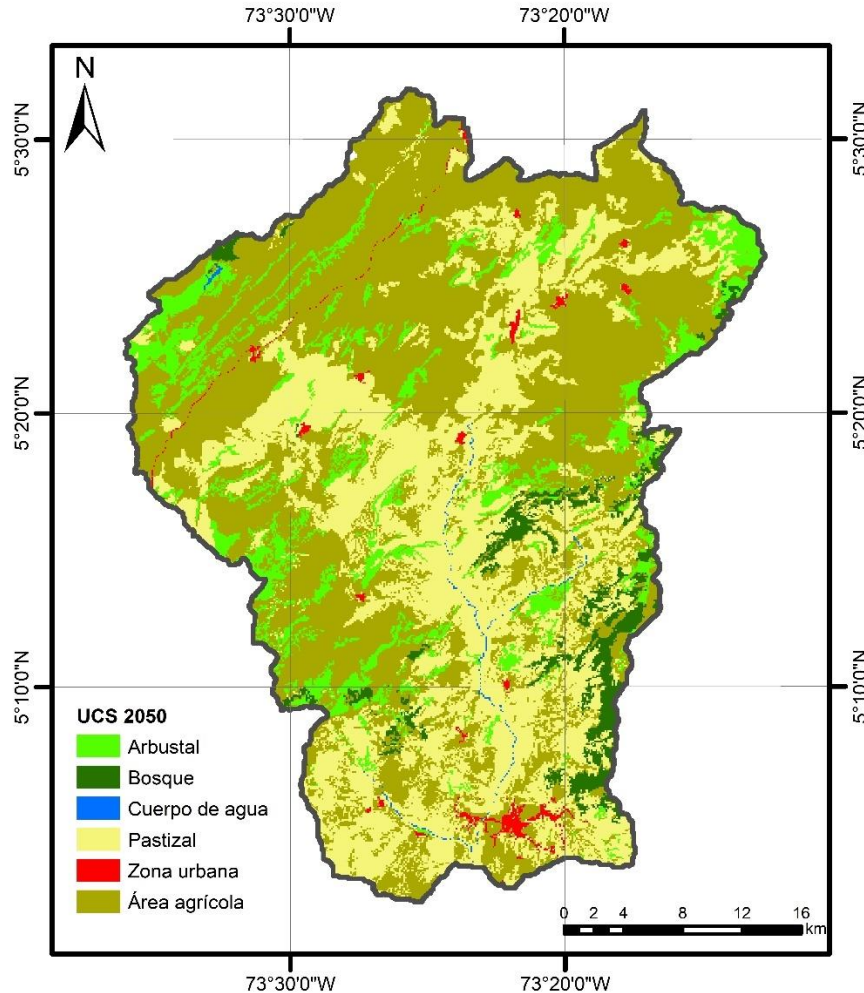 73°30'0"W 73°20'0"W
N
5°30'0"N 5°30'0"N
5°20'0"N 5°20'0"N
5°10'0"N 5°10'0"N
UCS 2050
Arbustal
Bosque
Cuerpo de agua
Pastizal
Zona urbana
Área agrícola
0 2 4 8 12 16
km
73°30'0"W 73°20'0"W